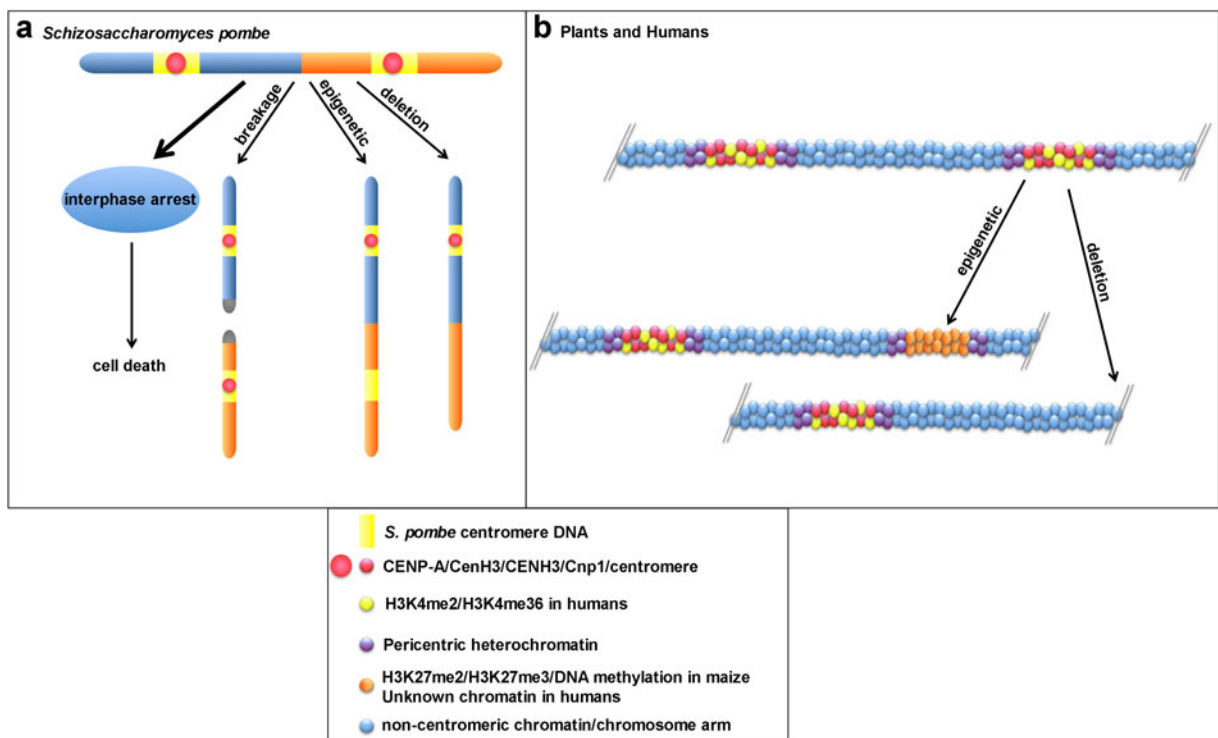 a Schizosaccharomyces pombe
breakage
epigenetic
deletion
interphase arrest
cell death
b Plants and Humans
epigenetic
deletion
S. pombe centromere DNA
CENP-A/CenH3/CENH3/Cnp1/centromere
H3K4me2/H3K4me36 in humans
Pericentric heterochromatin
H3K27me2/H3K27me3/DNA methylation in maize
Unknown chromatin in humans
non-centromeric chromatin/chromosome arm